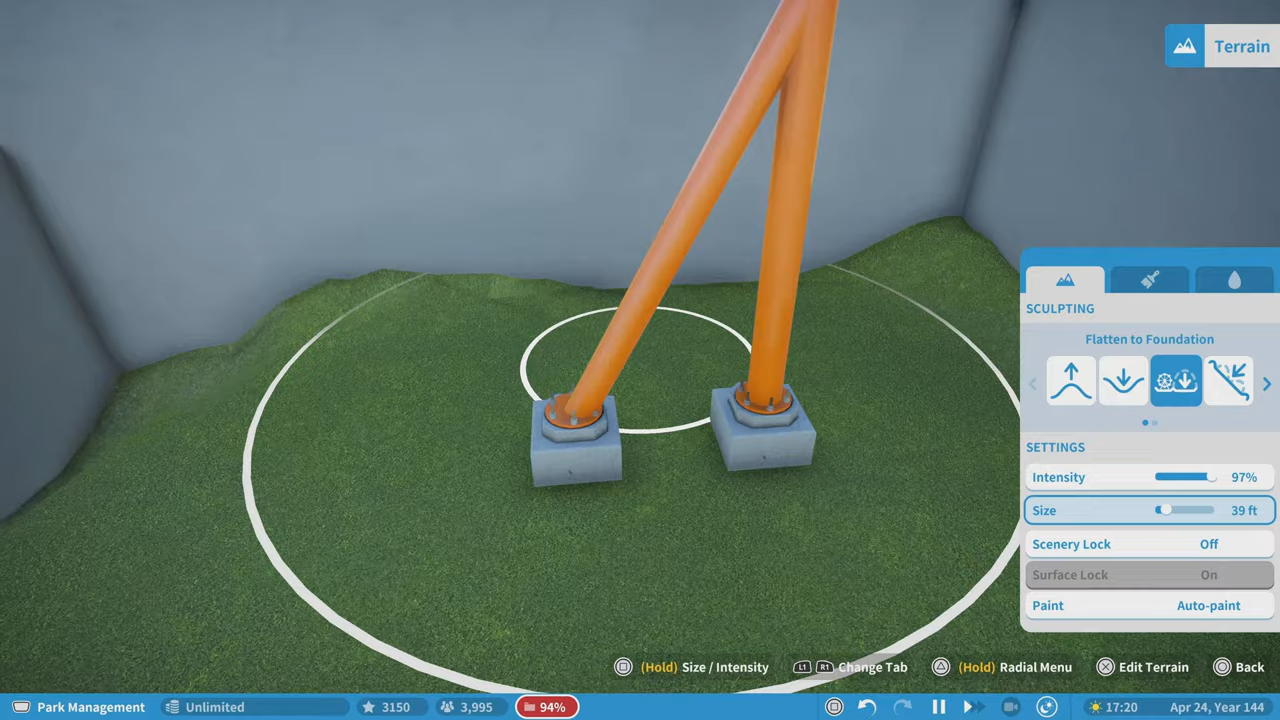 Terrain
SCULPTING
Flatten to Foundation
SETTINGS
Intensity 97%
Size 39 ft
Scenery Lock Off
Surface Lock On
Paint Auto-paint
(Hold) Size / Intensity L1 R1 Change Tab (Hold) Radial Menu Edit Terrain Back
Park Management Unlimited 3150 3,995 94% 17:20 Apr 24, Year 144